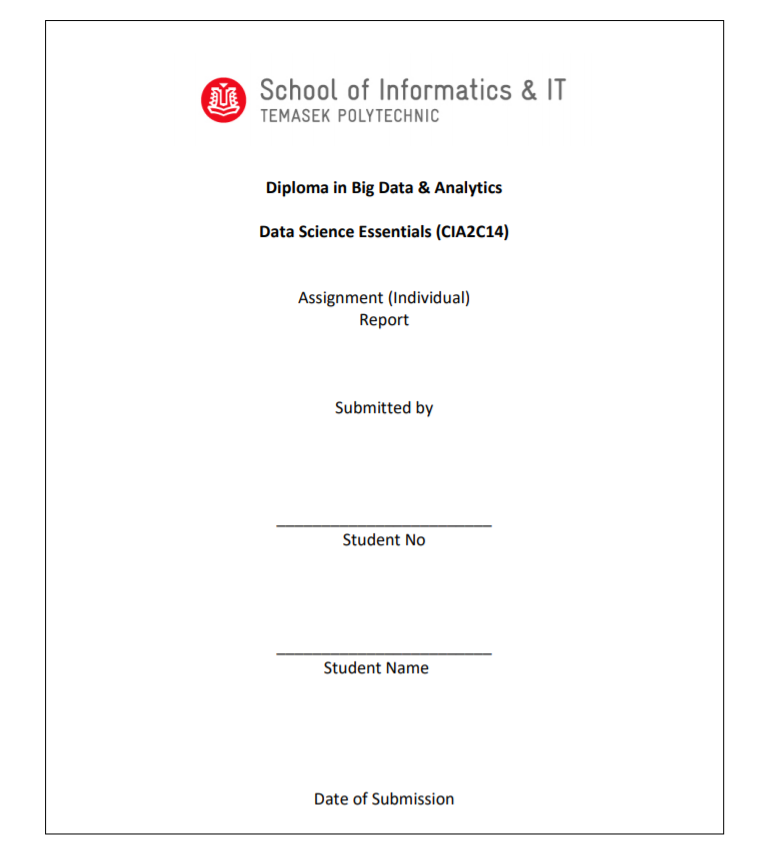 School of Informatics & IT
TEMASEK POLYTECHNIC
Diploma in Big Data & Analytics
Data Science Essentials (CIA2C14)
Assignment (Individual)
Report
Submitted by
Student No
Student Name
Date of Submission